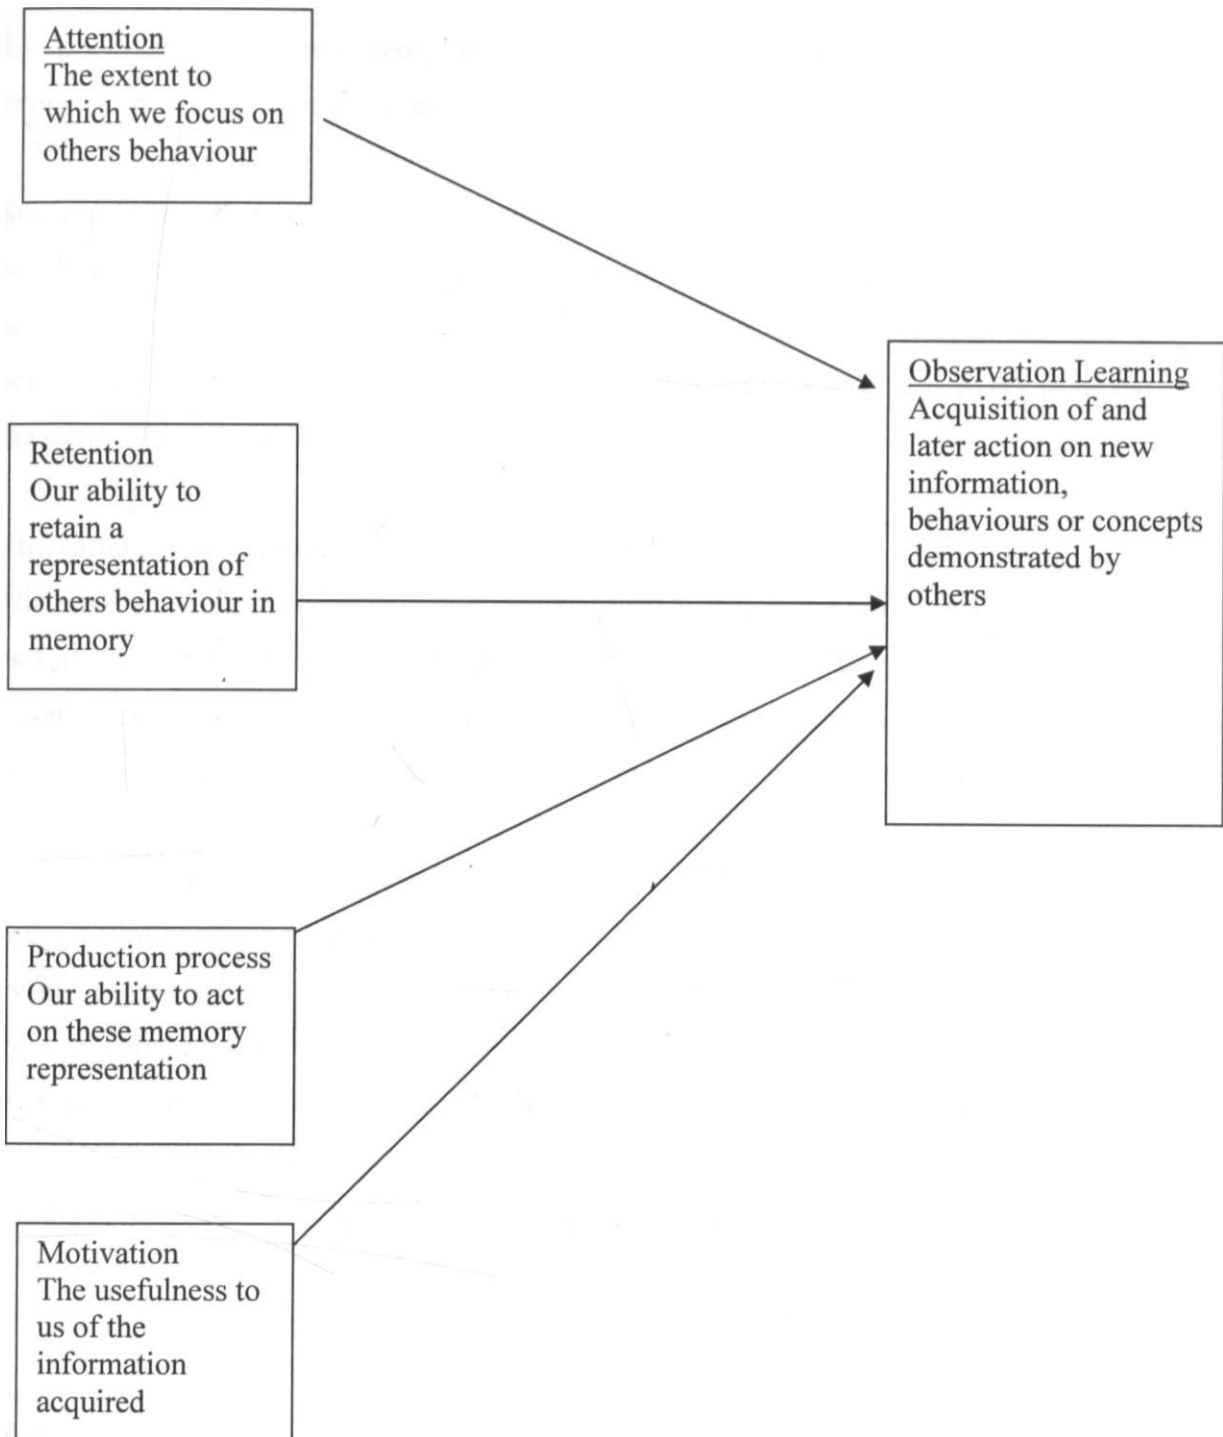 Attention
The extent to
which we focus on
others behaviour
Retention
Our ability to
retain a
representation of
others behaviour in
memory
Production process
Our ability to act
on these memory
representation
Motivation
The usefulness to
us of the
information
acquired
Observation Learning
Acquisition of and
later action on new
information,
behaviours or concepts
demonstrated by
others